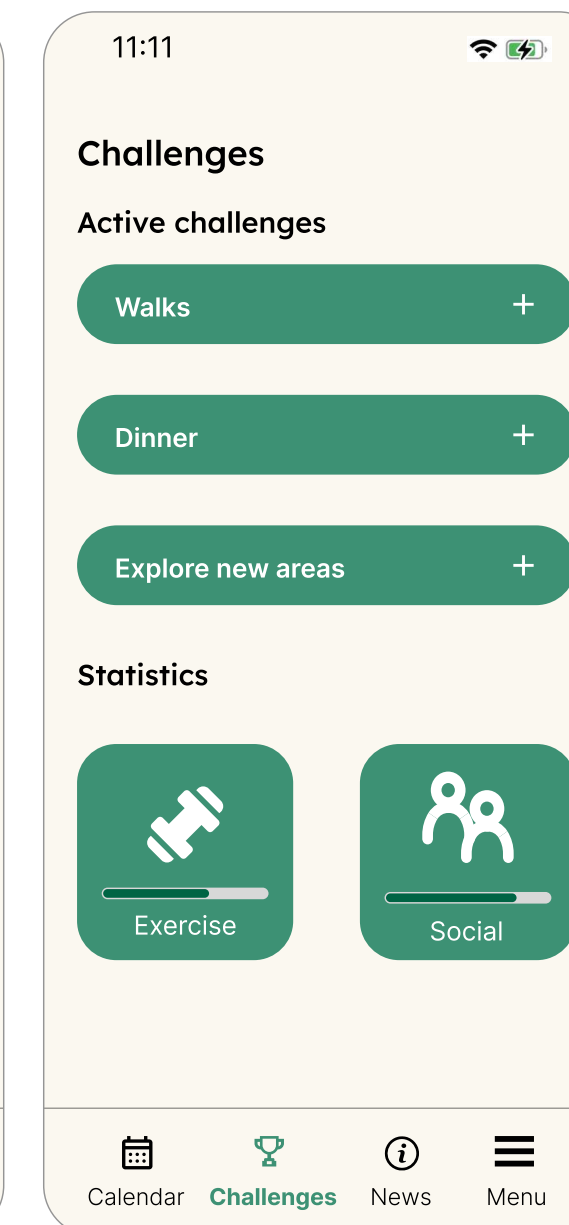 11:11
Challenges
Active challenges
Walks +
Dinner +
Explore new areas +
Statistics
Exercise
Social
Calendar Challenges News Menu